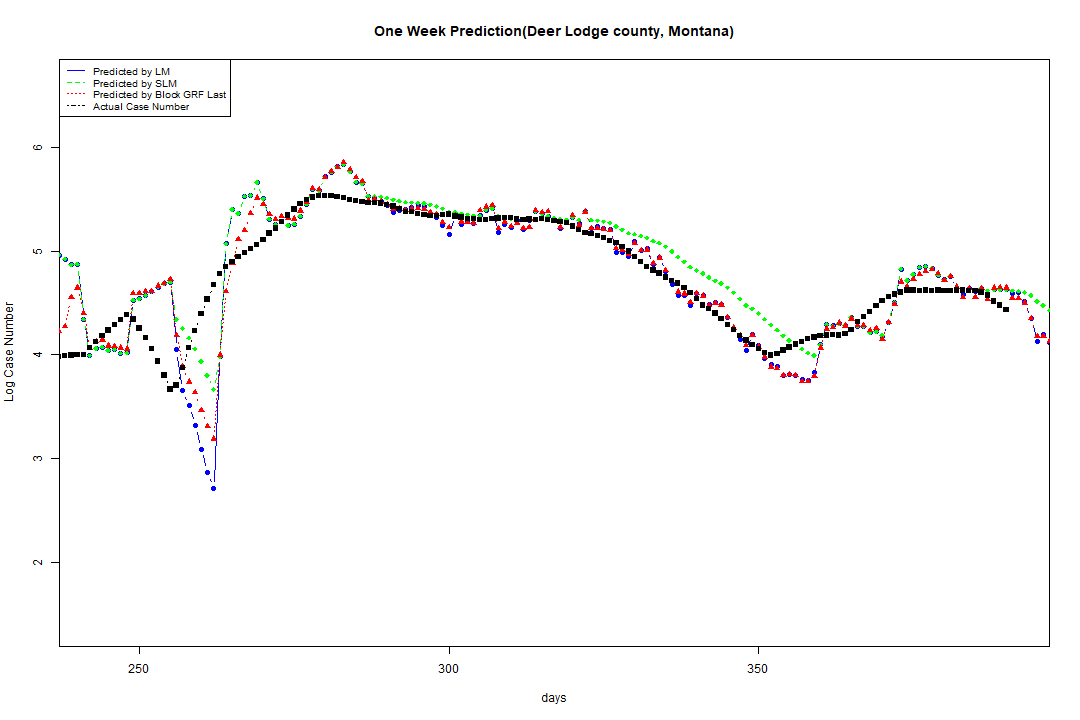 One Week Prediction(Deer Lodge county, Montana)
Predicted by LM
Predicted by SLM
Predicted by Block GRF Last
Actual Case Number
6
5
4
3
2
Log Case Number
250 300 350
days